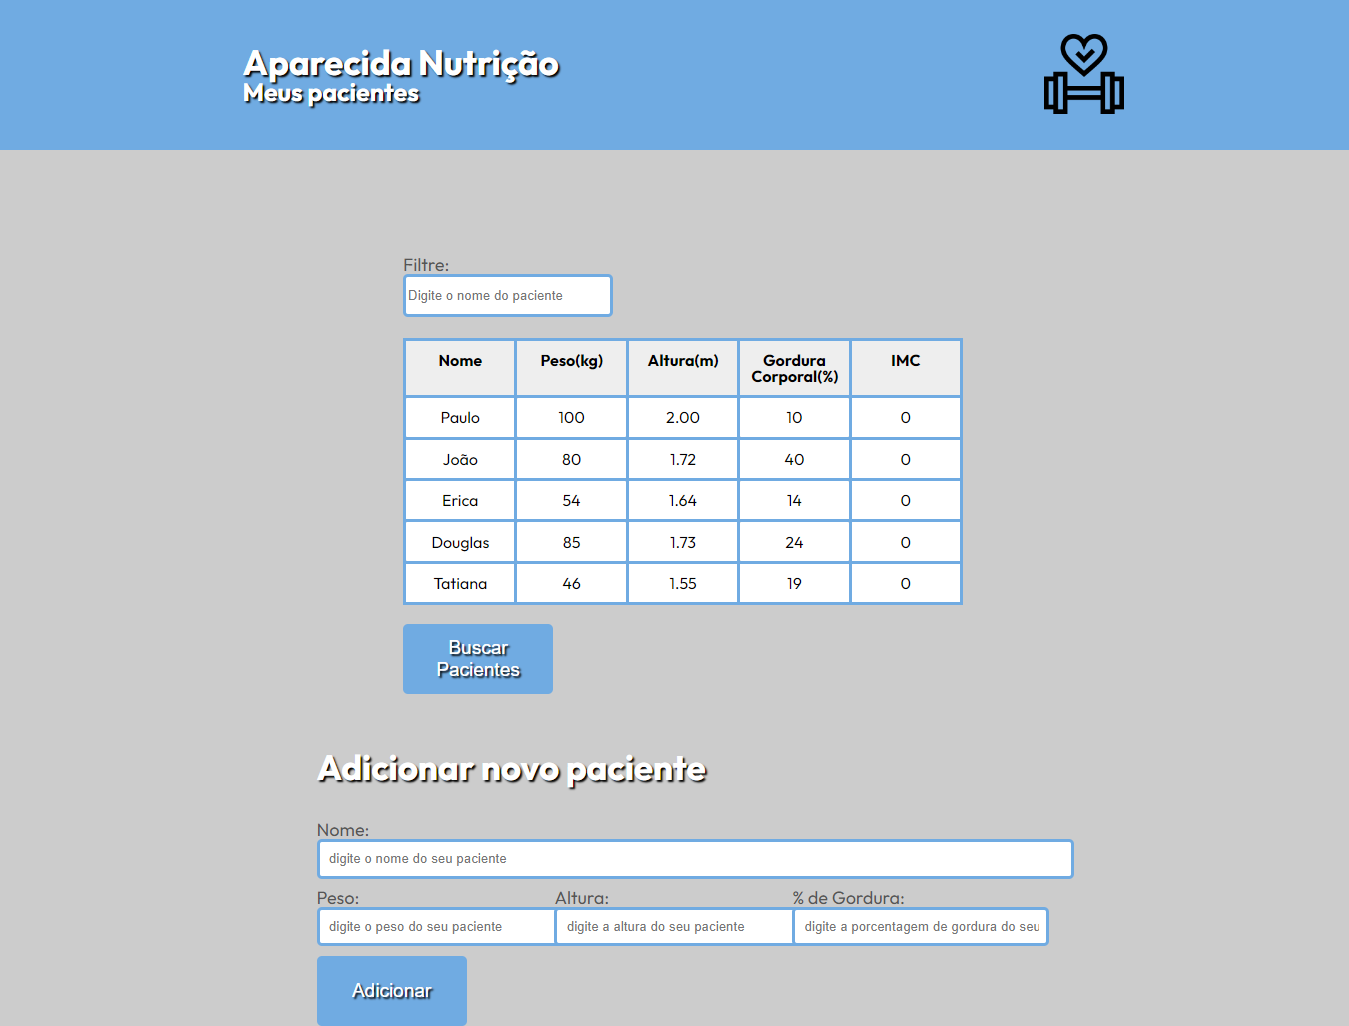 Aparecida Nutrição
Meus pacientes
Filtre:
Digite o nome do paciente
Nome Peso(kg) Altura(m) Gordura Corporal(%) IMC
Paulo 100 2.00 10 0
João 80 1.72 40 0
Erica 54 1.64 14 0
Douglas 85 1.73 24 0
Tatiana 46 1.55 19 0
Buscar
Pacientes
Adicionar novo paciente
Nome:
digite o nome do seu paciente
Peso: Altura: % de Gordura:
digite o peso do seu paciente digite a altura do seu paciente digite a porcentagem de gordura do seu
Adicionar